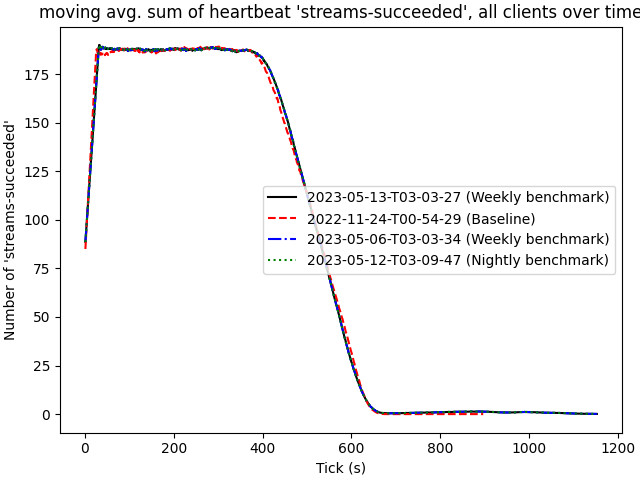 moving avg. sum of heartbeat 'streams-succeeded', all clients over time
Number of 'streams-succeeded'
175
150
125
100
75
50
25
0
2023-05-13-T03-03-27 (Weekly benchmark)
2022-11-24-T00-54-29 (Baseline)
2023-05-06-T03-03-34 (Weekly benchmark)
2023-05-12-T03-09-47 (Nightly benchmark)
0 200 400 600 800 1000 1200
Tick (s)